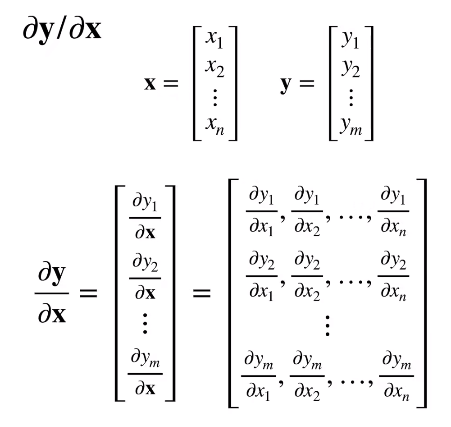 ∂y/∂x
x = [x₁ x₂ ⋮ xₙ] y = [y₁ y₂ ⋮ yₘ]
∂y/∂x = [∂y₁/∂x ∂y₂/∂x ⋮ ∂yₘ/∂x] = [∂y₁/∂x₁, ∂y₁/∂x₂, …, ∂y₁/∂xₙ ∂y₂/∂x₁, ∂y₂/∂x₂, …, ∂y₂/∂xₙ ⋮ ∂yₘ/∂x₁, ∂yₘ/∂x₂, …, ∂yₘ/∂xₙ]